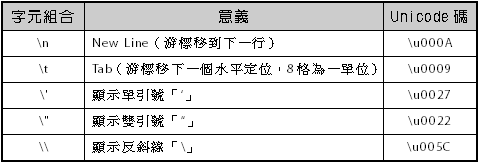 字元組合 意義 Unicode 碼
\n New Line（游標移到下一行） \u000A
\t Tab（游標移下一個水平定位，8格為一單位） \u0009
\' 顯示單引號「'」 \u0027
\" 顯示雙引號「"」 \u0022
\\ 顯示反斜線「\」 \u005C